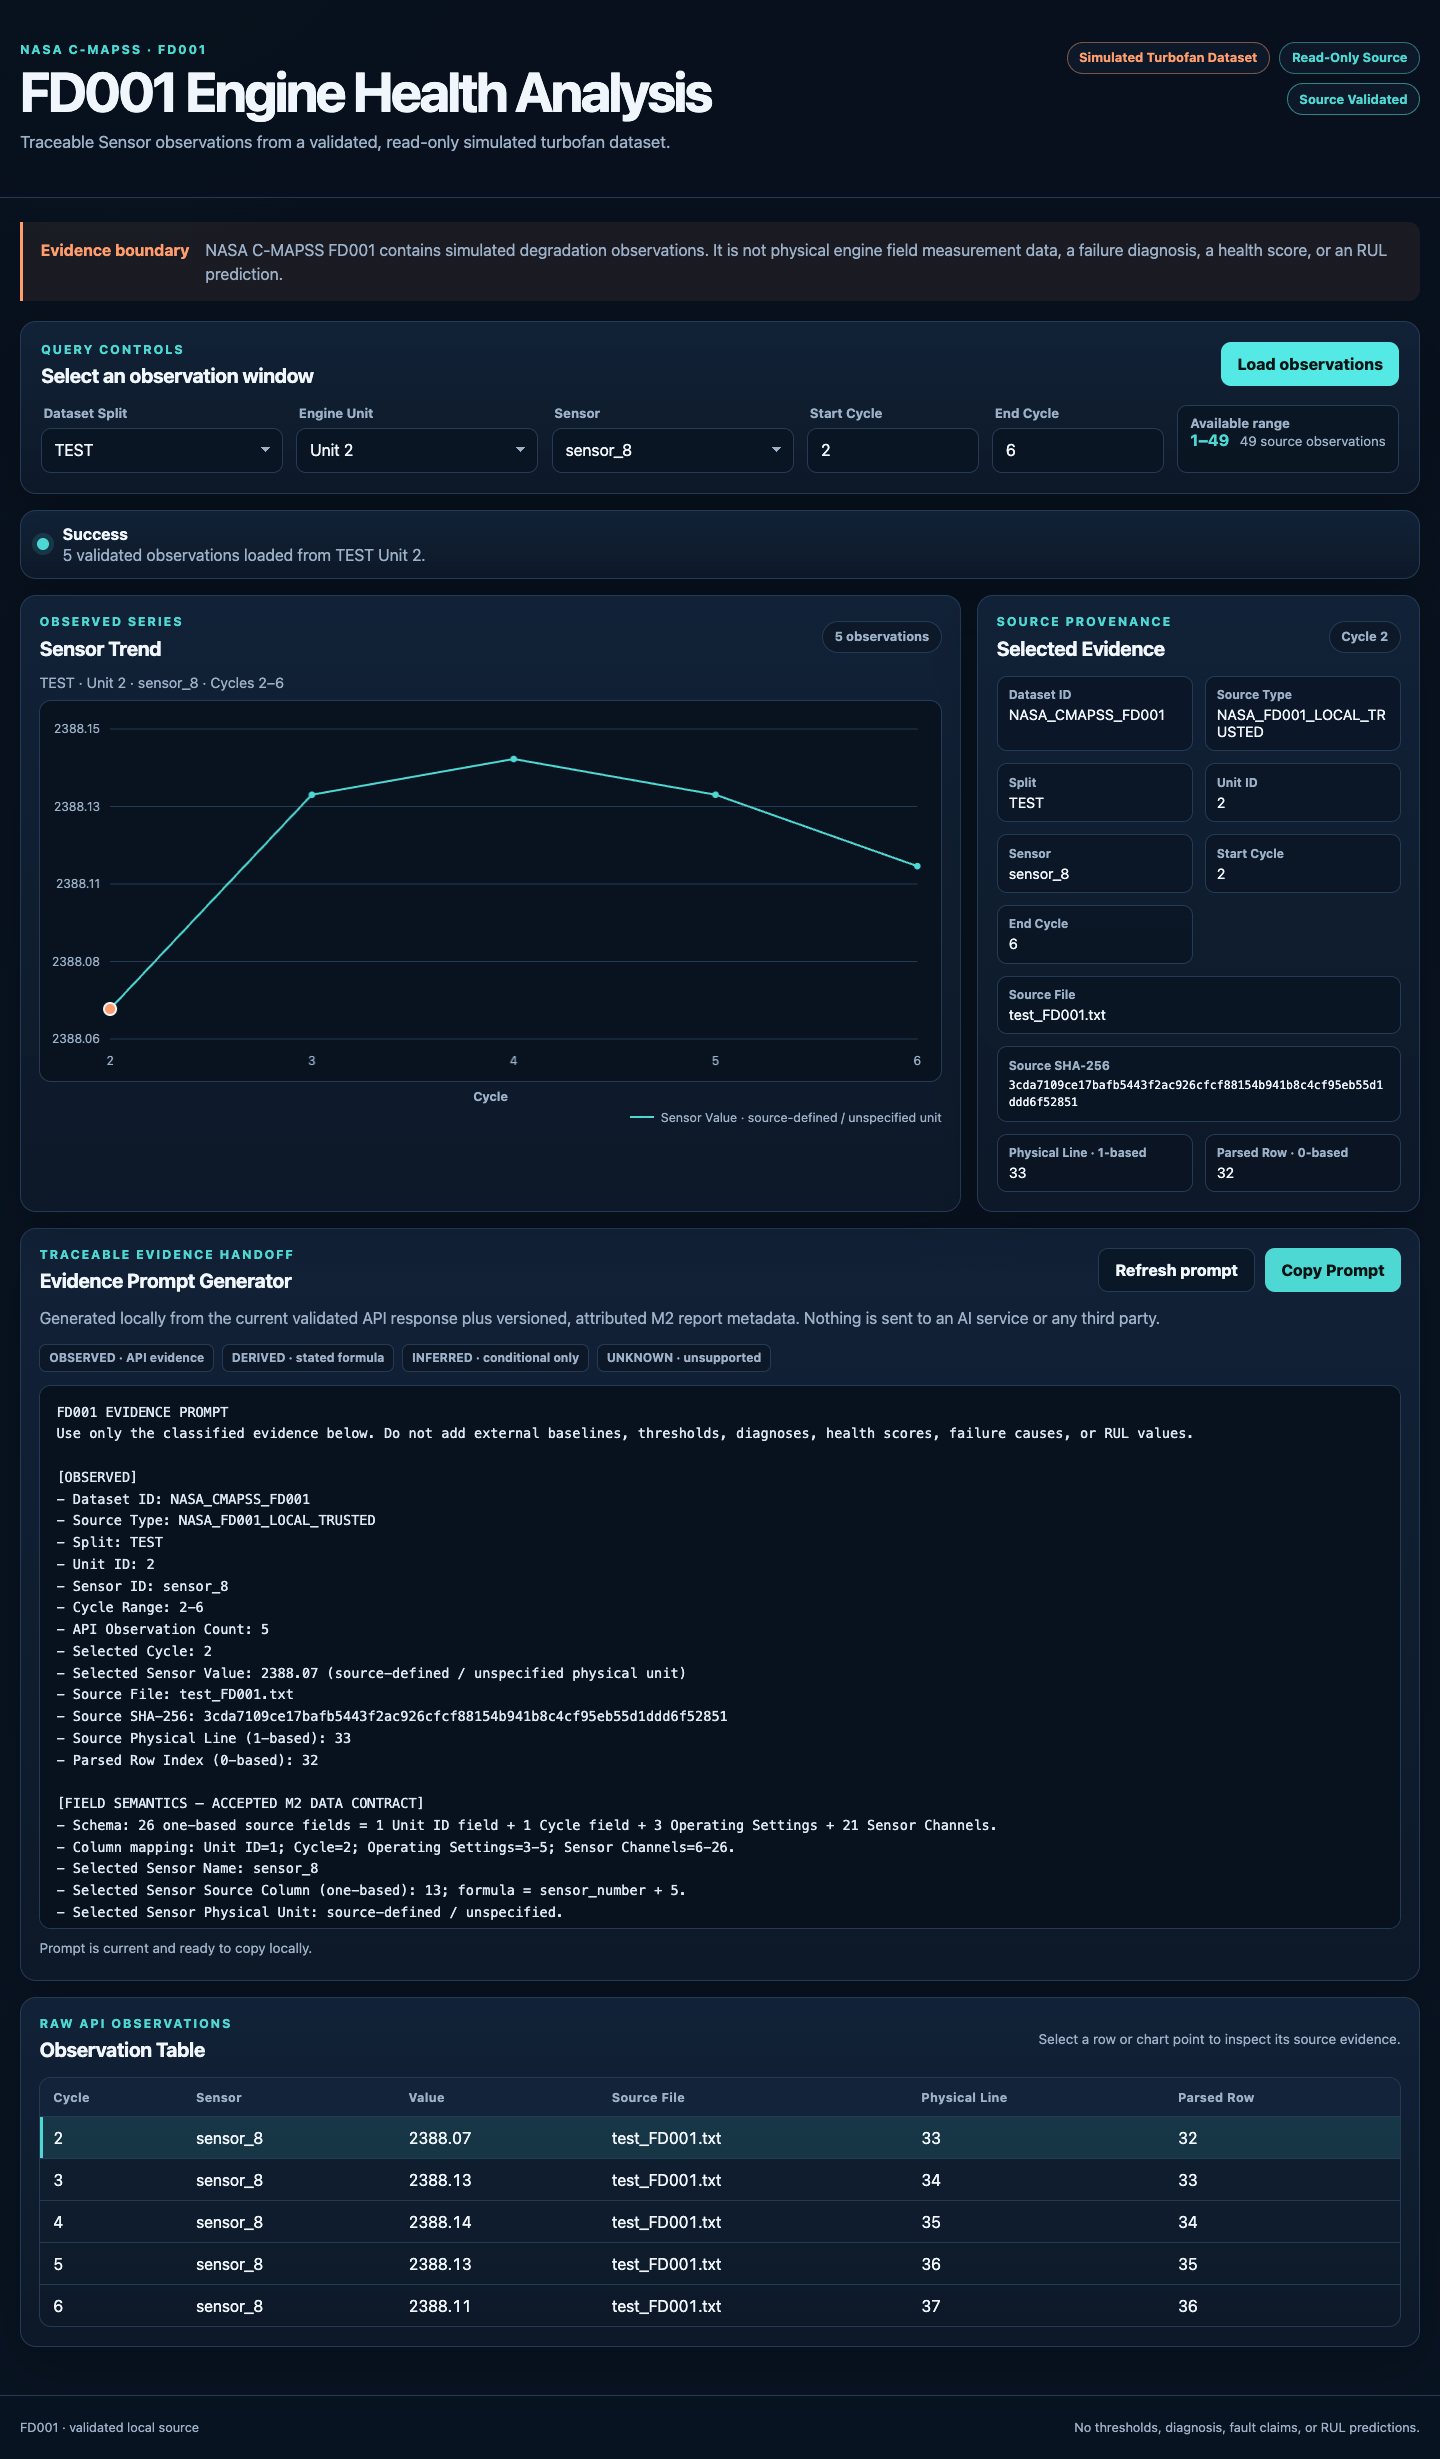 NASA C-MAPSS · FD001
FD001 Engine Health Analysis
Traceable Sensor observations from a validated, read-only simulated turbofan dataset.
Simulated Turbofan Dataset
Read-Only Source
Source Validated
Evidence boundary
NASA C-MAPSS FD001 contains simulated degradation observations. It is not physical engine field measurement data, a failure diagnosis, a health score, or an RUL
prediction.
QUERY CONTROLS
Select an observation window
Load observations
Dataset Split
TEST
Engine Unit
Unit 2
Sensor
sensor_8
Start Cycle
2
End Cycle
6
Available range
1–49 49 source observations
Success
5 validated observations loaded from TEST Unit 2.
OBSERVED SERIES
Sensor Trend
5 observations
TEST · Unit 2 · sensor_8 · Cycles 2–6
2388.15
2388.13
2388.11
2388.08
2388.06
2 3 4 5 6
Cycle
Sensor Value · source-defined / unspecified unit
SOURCE PROVENANCE
Selected Evidence
Cycle 2
Dataset ID
NASA_CMAPSS_FD001
Source Type
NASA_FD001_LOCAL_TR
USTED
Split
TEST
Unit ID
2
Sensor
sensor_8
Start Cycle
2
End Cycle
6
Source File
test_FD001.txt
Source SHA-256
3cda7109ce17bafb5443f2ac926cfcf88154b941b8c4cf95eb55d1
ddd6f52851
Physical Line · 1-based
33
Parsed Row · 0-based
32
TRACEABLE EVIDENCE HANDOFF
Evidence Prompt Generator
Refresh prompt
Copy Prompt
Generated locally from the current validated API response plus versioned, attributed M2 report metadata. Nothing is sent to an AI service or any third party.
OBSERVED · API evidence
DERIVED · stated formula
INFERRED · conditional only
UNKNOWN · unsupported
FD001 EVIDENCE PROMPT
Use only the classified evidence below. Do not add external baselines, thresholds, diagnoses, health scores, failure causes, or RUL values.
[OBSERVED]
– Dataset ID: NASA_CMAPSS_FD001
– Source Type: NASA_FD001_LOCAL_TRUSTED
– Split: TEST
– Unit ID: 2
– Sensor ID: sensor_8
– Cycle Range: 2–6
– API Observation Count: 5
– Selected Cycle: 2
– Selected Sensor Value: 2388.07 (source-defined / unspecified physical unit)
– Source File: test_FD001.txt
– Source SHA-256: 3cda7109ce17bafb5443f2ac926cfcf88154b941b8c4cf95eb55d1ddd6f52851
– Source Physical Line (1-based): 33
– Parsed Row Index (0-based): 32
[FIELD SEMANTICS — ACCEPTED M2 DATA CONTRACT]
– Schema: 26 one-based source fields = 1 Unit ID field + 1 Cycle field + 3 Operating Settings + 21 Sensor Channels.
– Column mapping: Unit ID=1; Cycle=2; Operating Settings=3–5; Sensor Channels=6–26.
– Selected Sensor Name: sensor_8
– Selected Sensor Source Column (one-based): 13; formula = sensor_number + 5.
– Selected Sensor Physical Unit: source-defined / unspecified.
Prompt is current and ready to copy locally.
RAW API OBSERVATIONS
Observation Table
Select a row or chart point to inspect its source evidence.
Cycle Sensor Value Source File Physical Line Parsed Row
2 sensor_8 2388.07 test_FD001.txt 33 32
3 sensor_8 2388.13 test_FD001.txt 34 33
4 sensor_8 2388.14 test_FD001.txt 35 34
5 sensor_8 2388.13 test_FD001.txt 36 35
6 sensor_8 2388.11 test_FD001.txt 37 36
FD001 · validated local source
No thresholds, diagnosis, fault claims, or RUL predictions.